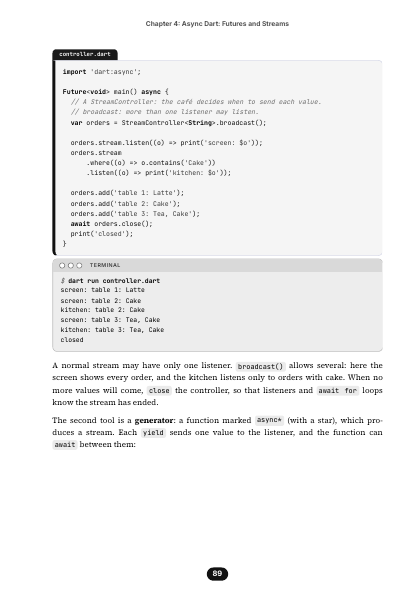 Chapter 4: Async Dart: Futures and Streams
controller.dart
import 'dart:async';
Future<void> main() async {
// A StreamController: the café decides when to send each value.
// broadcast: more than one listener may listen.
var orders = StreamController<String>.broadcast();
orders.stream.listen((o) => print('screen: $o'));
orders.stream
.where((o) => o.contains('Cake'))
.listen((o) => print('kitchen: $o'));
orders.add('table 1: Latte');
orders.add('table 2: Cake');
orders.add('table 3: Tea, Cake');
await orders.close();
print('closed');
}
TERMINAL
$ dart run controller.dart
screen: table 1: Latte
screen: table 2: Cake
kitchen: table 2: Cake
screen: table 3: Tea, Cake
kitchen: table 3: Tea, Cake
closed
A normal stream may have only one listener. broadcast() allows several: here the
screen shows every order, and the kitchen listens only to orders with cake. When no
more values will come, close the controller, so that listeners and await for loops
know the stream has ended.
The second tool is a generator: a function marked async* (with a star), which pro-
duces a stream. Each yield sends one value to the listener, and the function can
await between them:
89